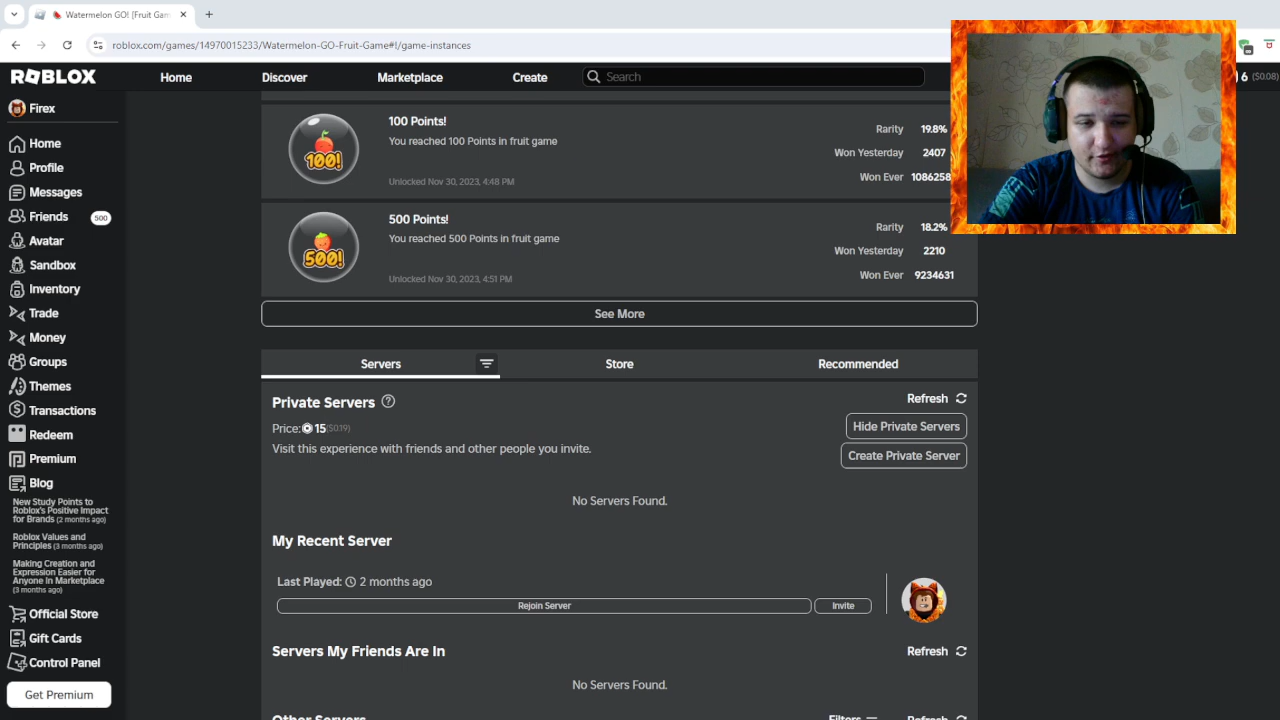 Watermelon GO! [Fruit Gam
roblox.com/games/14970015233/Watermelon-GO-Fruit-Game#!/game-instances
ROBLOX
Home
Discover
Marketplace
Create
Search
6 ($0.08)
Firex
Home
Profile
Messages
Friends 500
Avatar
Sandbox
Inventory
Trade
Money
Groups
Themes
Transactions
Redeem
Premium
Blog
New Study Points to
Roblox's Positive Impact
for Brands (2 months ago)
Roblox Values and
Principles (3 months ago)
Making Creation and
Expression Easier for
Anyone In Marketplace
(3 months ago)
Official Store
Gift Cards
Control Panel
Get Premium
100!
100 Points!
You reached 100 Points in fruit game
Unlocked Nov 30, 2023, 4:48 PM
Rarity 19.8%
Won Yesterday 2407
Won Ever 1086258
500!
500 Points!
You reached 500 Points in fruit game
Unlocked Nov 30, 2023, 4:51 PM
Rarity 18.2%
Won Yesterday 2210
Won Ever 9234631
See More
Servers
Store
Recommended
Private Servers
Refresh
Price: 15($0.19)
Hide Private Servers
Visit this experience with friends and other people you invite.
Create Private Server
No Servers Found.
My Recent Server
Last Played: 2 months ago
Rejoin Server
Invite
Servers My Friends Are In
Refresh
No Servers Found.
Other Servers
Filters
Refresh